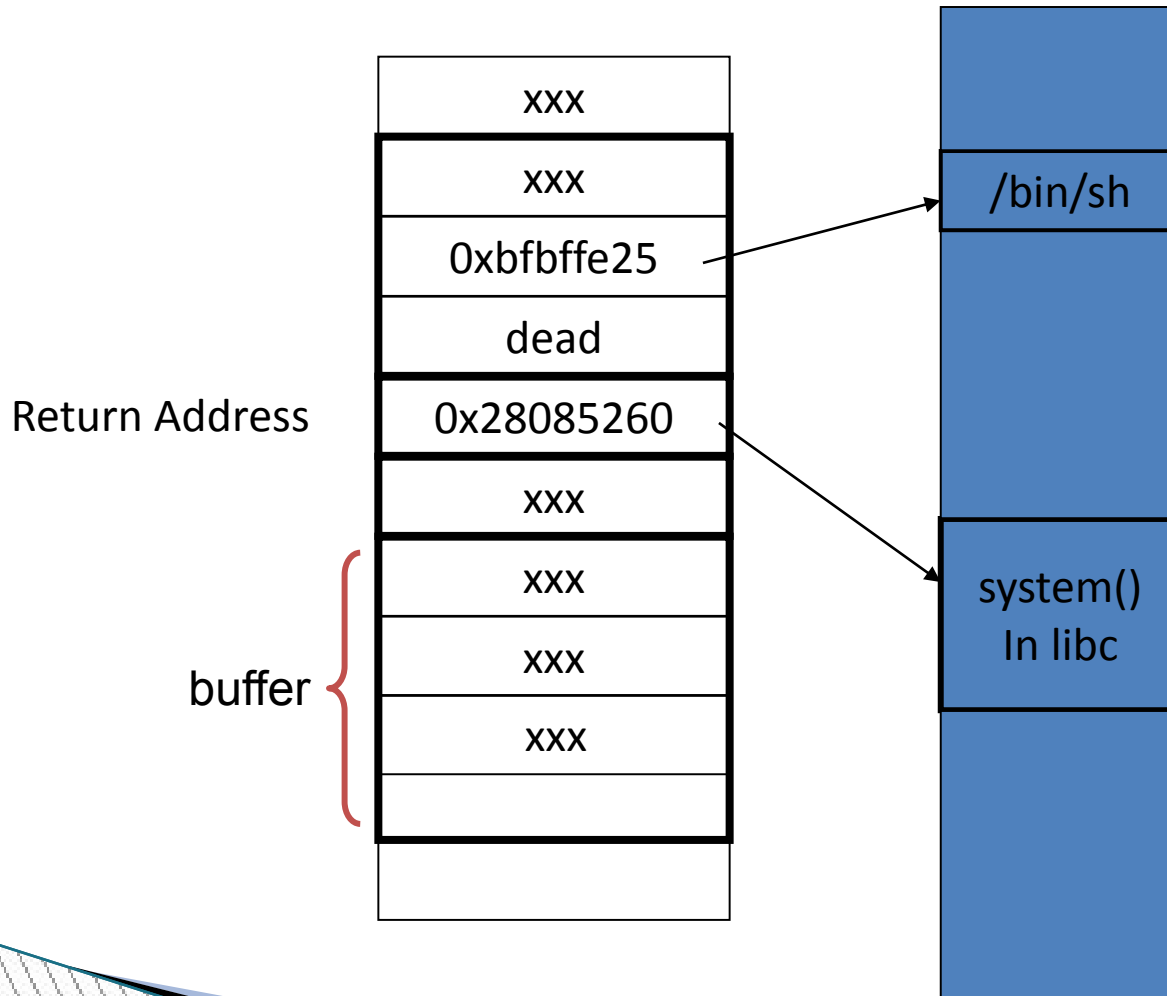 xxx
xxx
/bin/sh
0xbfbffe25
dead
Return Address
0x28085260
xxx
xxx
system()
In libc
xxx
buffer
xxx